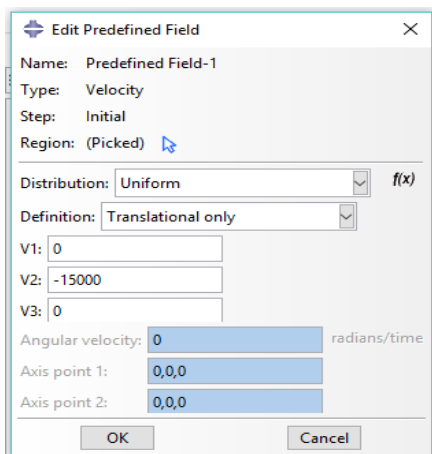 Edit Predefined Field
Name: Predefined Field-1
Type: Velocity
Step: Initial
Region: (Picked)
Distribution: Uniform f(x)
Definition: Translational only
V1: 0
V2: -15000
V3: 0
Angular velocity: 0 radians/time
Axis point 1: 0,0,0
Axis point 2: 0,0,0
OK Cancel